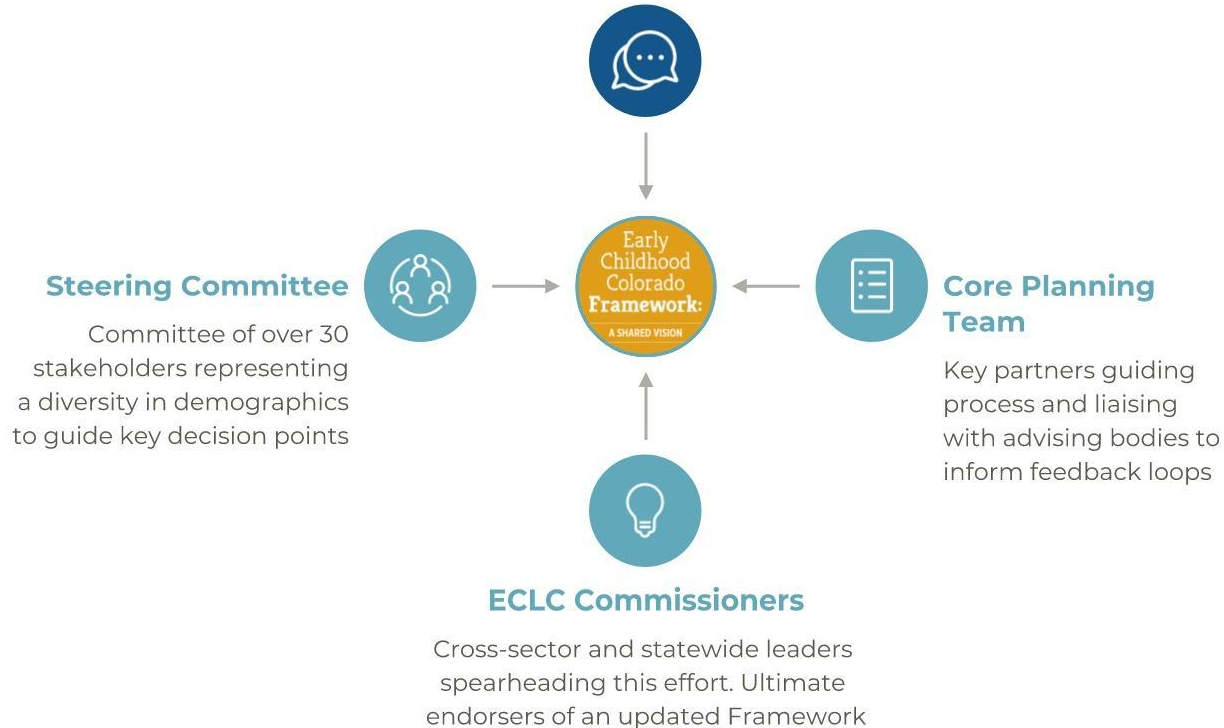 Early
Childhood
Colorado
Framework:
A SHARED VISION
Steering Committee
Committee of over 30
stakeholders representing
a diversity in demographics
to guide key decision points
Core Planning
Team
Key partners guiding
process and liaising
with advising bodies to
inform feedback loops
ECLC Commissioners
Cross-sector and statewide leaders
spearheading this effort. Ultimate
endorsers of an updated Framework